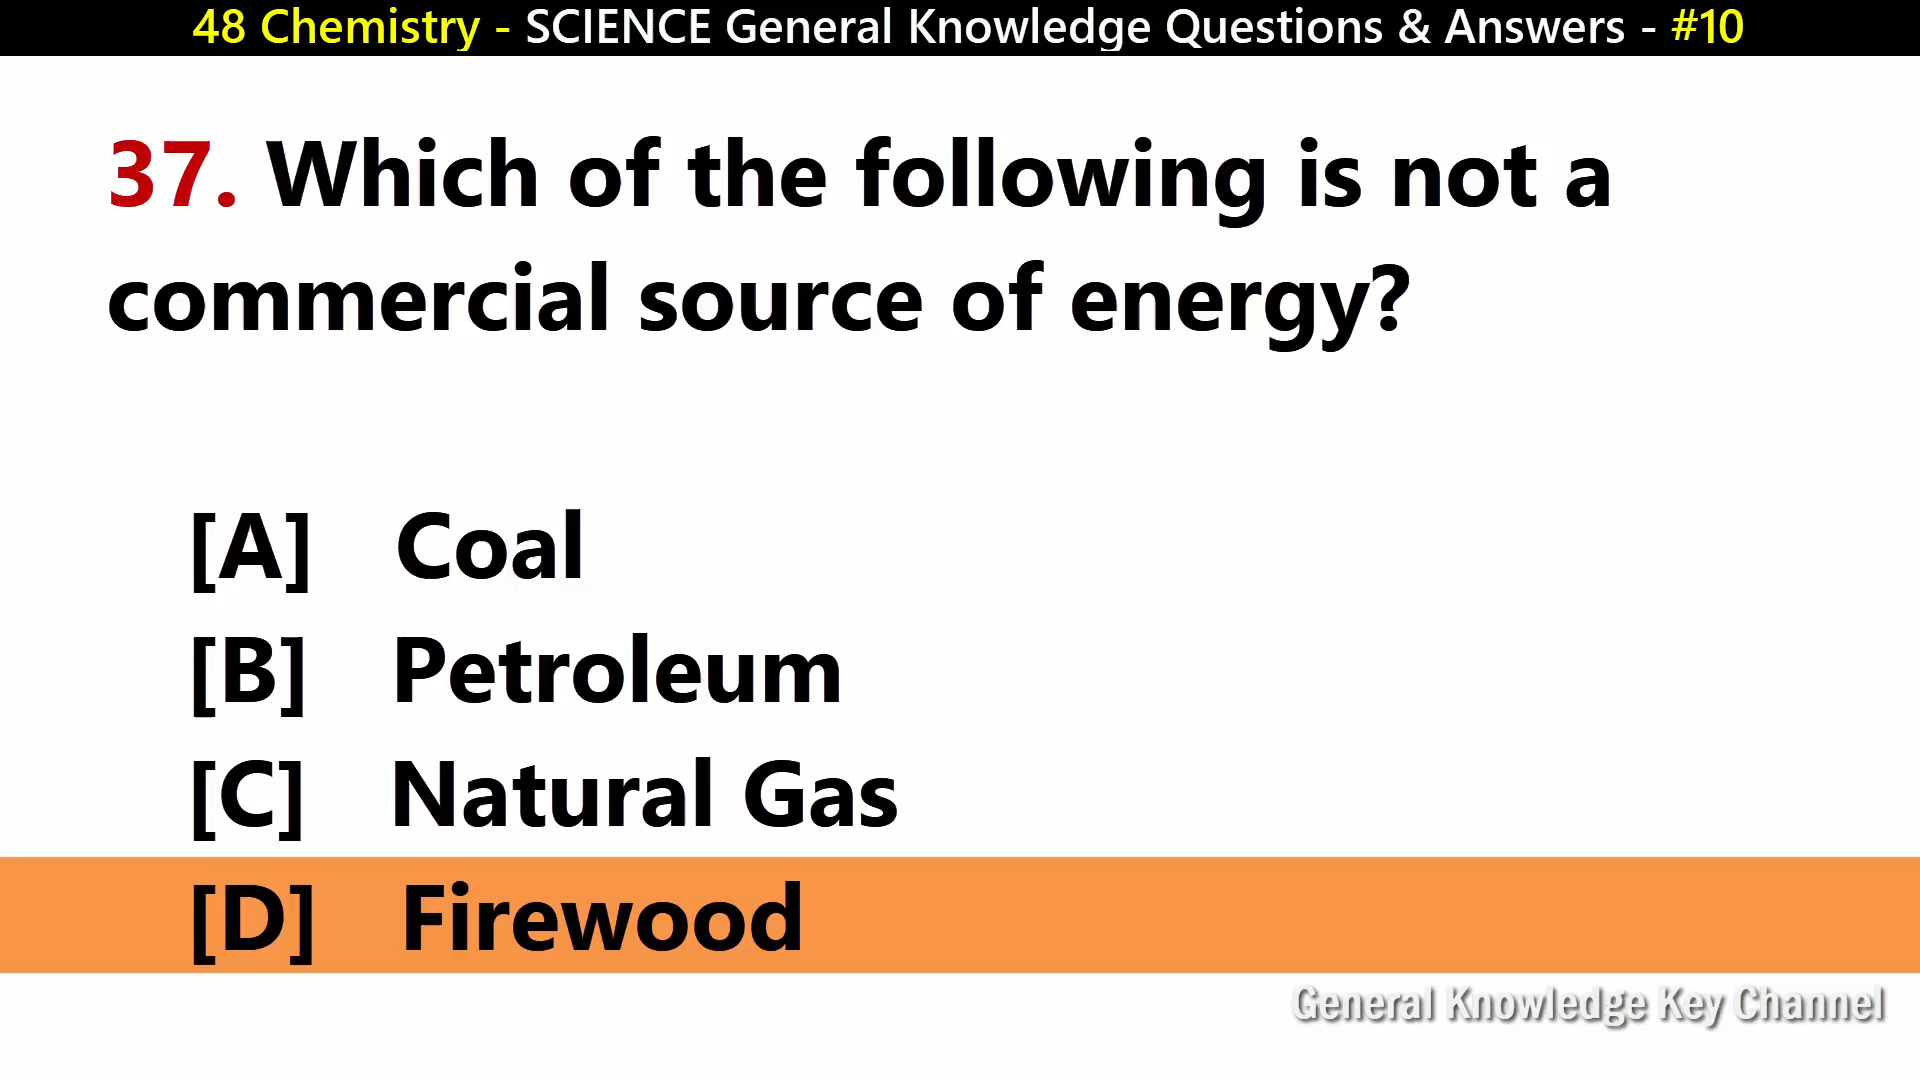 48 Chemistry - SCIENCE General Knowledge Questions & Answers - #10
37. Which of the following is not a
commercial source of energy?
[A] Coal
[B] Petroleum
[C] Natural Gas
[D] Firewood
General Knowledge Key Channel